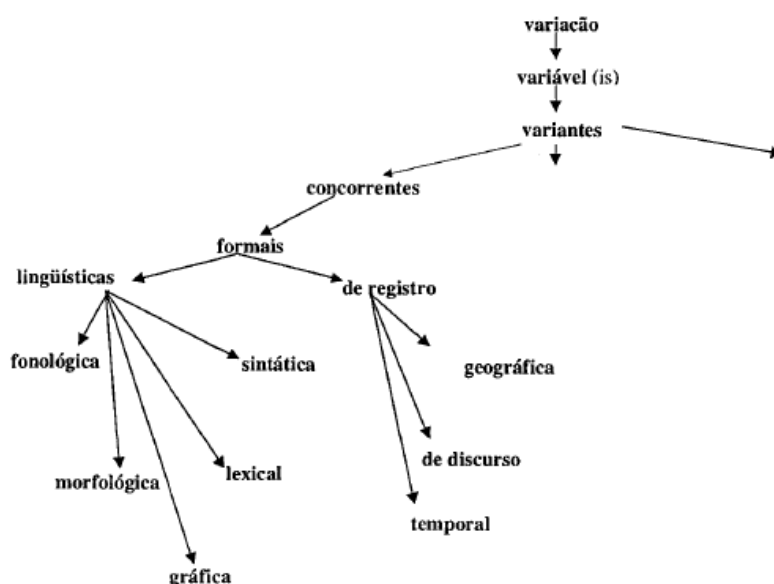 variação
variável (is)
variantes
concorrentes
formais
lingüísticas
de registro
fonológica
sintática
geográfica
morfológica
lexical
de discurso
temporal
gráfica